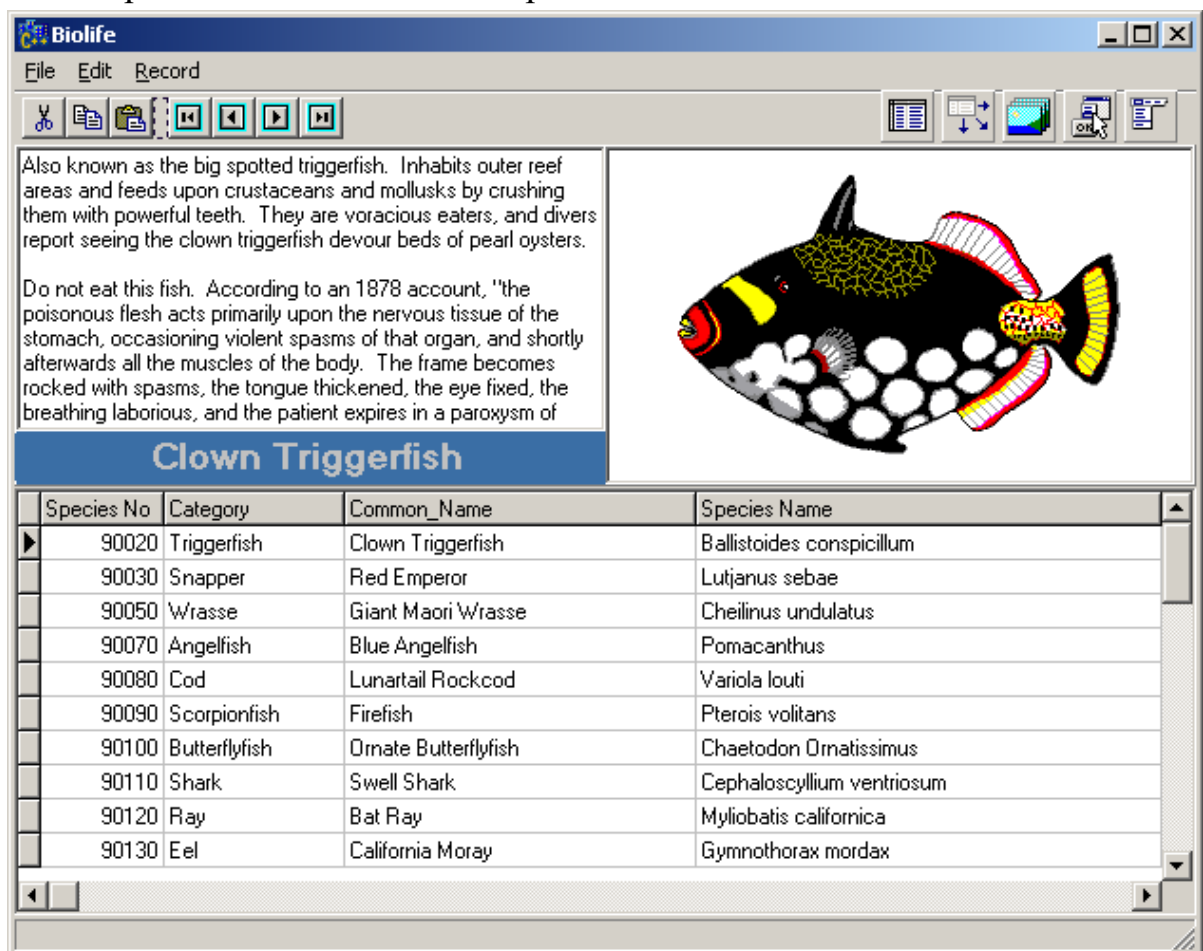 Biolife
File Edit Record
Also known as the big spotted triggerfish. Inhabits outer reef
areas and feeds upon crustaceans and mollusks by crushing
them with powerful teeth. They are voracious eaters, and divers
report seeing the clown triggerfish devour beds of pearl oysters.
Do not eat this fish. According to an 1878 account, "the
poisonous flesh acts primarily upon the nervous tissue of the
stomach, occasioning violent spasms of that organ, and shortly
afterwards all the muscles of the body. The frame becomes
rocked with spasms, the tongue thickened, the eye fixed, the
breathing laborious, and the patient expires in a paroxysm of
Clown Triggerfish
Species No Category Common_Name Species Name
90020 Triggerfish Clown Triggerfish Ballistoides conspicillum
90030 Snapper Red Emperor Lutjanus sebae
90050 Wrasse Giant Maori Wrasse Cheilinus undulatus
90070 Angelfish Blue Angelfish Pomacanthus
90080 Cod Lunartail Rockcod Variola louti
90090 Scorpionfish Firefish Pterois volitans
90100 Butterflyfish Ornate Butterflyfish Chaetodon Ornatissimus
90110 Shark Swell Shark Cephaloscyllium ventriosum
90120 Ray Bat Ray Myliobatis californica
90130 Eel California Moray Gymnothorax mordax